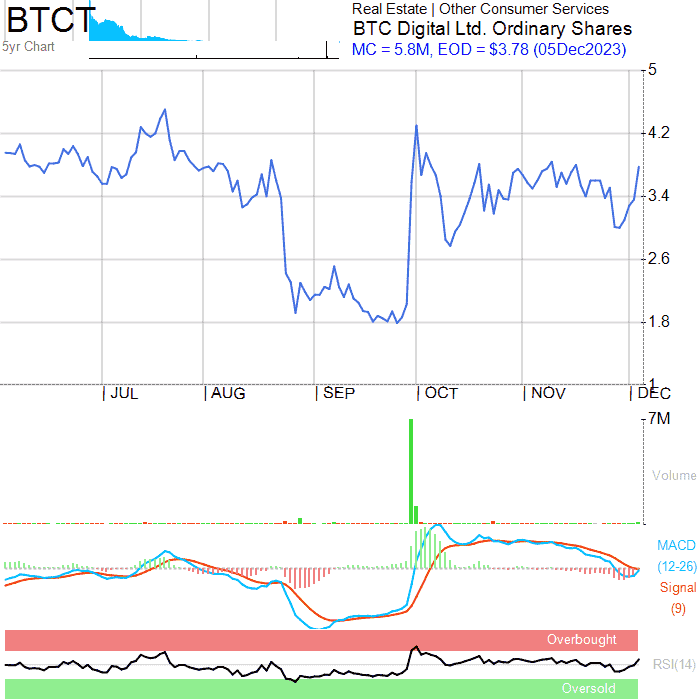 BTCT
5yr Chart
Real Estate | Other Consumer Services
BTC Digital Ltd. Ordinary Shares
MC = 5.8M, EOD = $3.78 (05Dec2023)
5
4.2
3.4
2.6
1.8
1
| JUL | AUG | SEP | OCT | NOV | DEC
7M
Volume
MACD
(12-26)
Signal
(9)
Overbought
RSI(14)
Oversold